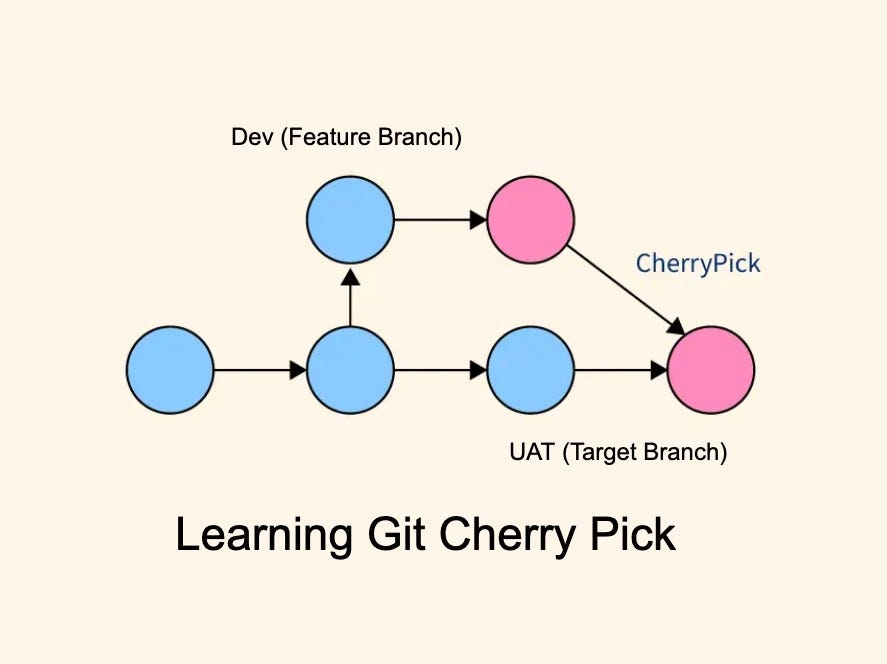 Dev (Feature Branch)
CherryPick
UAT (Target Branch)
Learning Git Cherry Pick